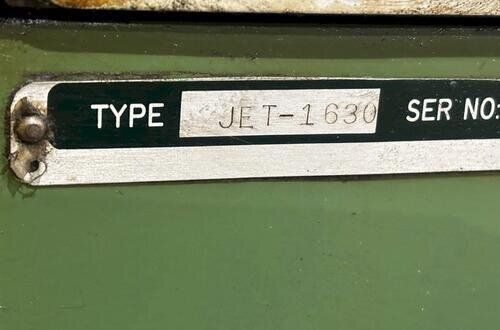 TYPE JET-1630 SER NO: